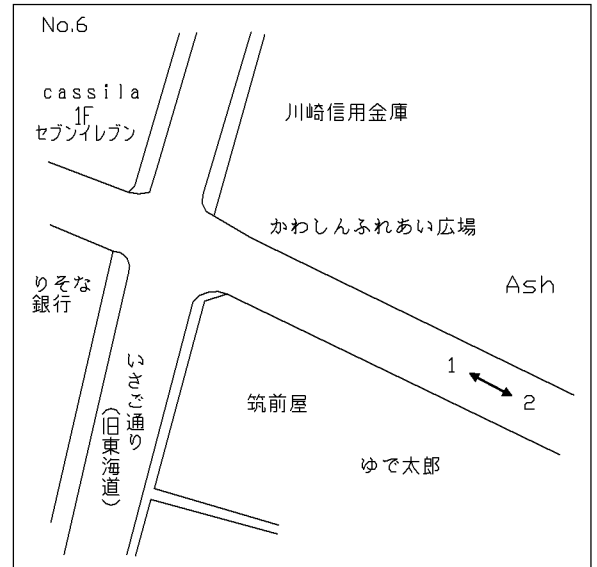 No.6
cassila
1F
セブンイレブン
川崎信用金庫
かわしんふれあい広場
りそな
銀行
Ash
いさご通り
(旧東海道)
1
2
筑前屋
ゆで太郎